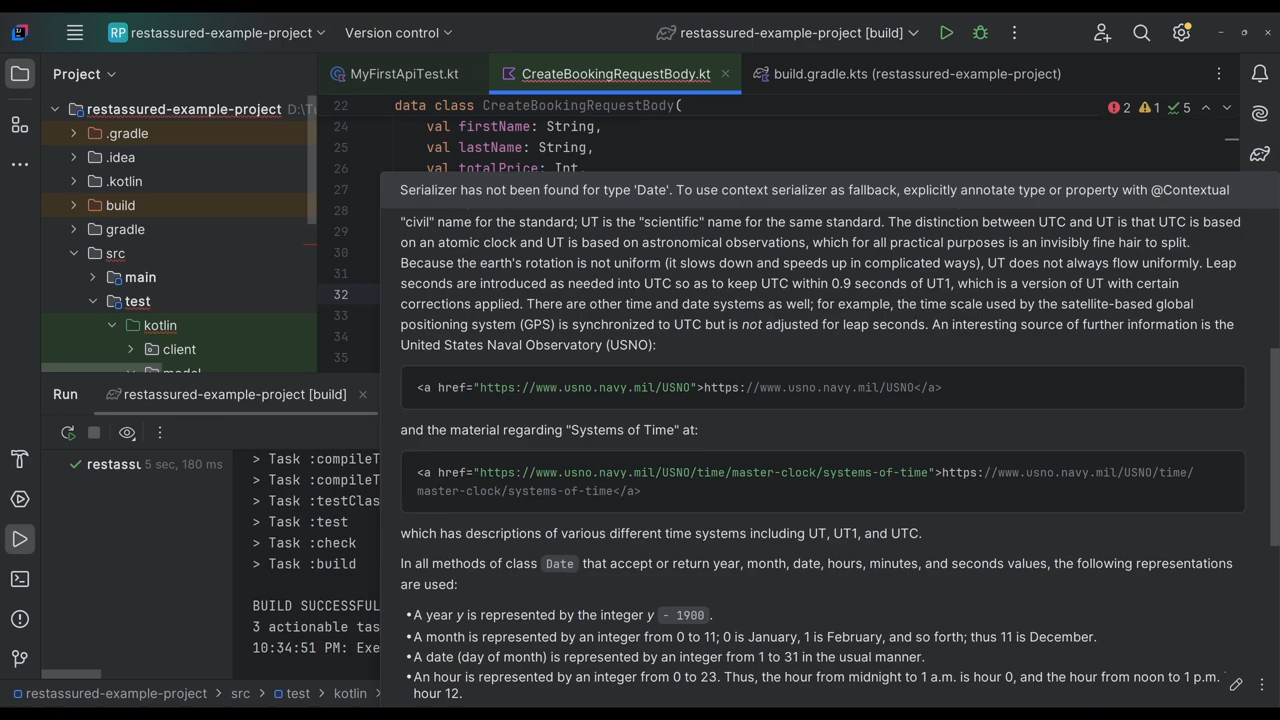 RP restassured-example-project
Version control
restassured-example-project [build]
Project
MyFirstApiTest.kt
CreateBookingRequestBody.kt
build.gradle.kts (restassured-example-project)
restassured-example-project D:\Tu
.gradle
.idea
.kotlin
build
gradle
src
main
test
kotlin
client
22 data class CreateBookingRequestBody(
2 1 5
24 val firstName: String,
25 val lastName: String,
26 val totalPrice: Int,
27
28
29
30
31
32
33
34
35
Serializer has not been found for type 'Date'. To use context serializer as fallback, explicitly annotate type or property with @Contextual
"civil" name for the standard; UT is the "scientific" name for the same standard. The distinction between UTC and UT is that UTC is based
on an atomic clock and UT is based on astronomical observations, which for all practical purposes is an invisibly fine hair to split.
Because the earth's rotation is not uniform (it slows down and speeds up in complicated ways), UT does not always flow uniformly. Leap
seconds are introduced as needed into UTC so as to keep UTC within 0.9 seconds of UT1, which is a version of UT with certain
corrections applied. There are other time and date systems as well; for example, the time scale used by the satellite-based global
positioning system (GPS) is synchronized to UTC but is not adjusted for leap seconds. An interesting source of further information is the
United States Naval Observatory (USNO):
<a href="https://www.usno.navy.mil/USNO">https://www.usno.navy.mil/USNO</a>
and the material regarding "Systems of Time" at:
<a href="https://www.usno.navy.mil/USNO/time/master-clock/systems-of-time">https://www.usno.navy.mil/USNO/time/
master-clock/systems-of-time</a>
which has descriptions of various different time systems including UT, UT1, and UTC.
In all methods of class Date that accept or return year, month, date, hours, minutes, and seconds values, the following representations
are used:
• A year y is represented by the integer y - 1900 .
• A month is represented by an integer from 0 to 11; 0 is January, 1 is February, and so forth; thus 11 is December.
• A date (day of month) is represented by an integer from 1 to 31 in the usual manner.
• An hour is represented by an integer from 0 to 23. Thus, the hour from midnight to 1 a.m. is hour 0, and the hour from noon to 1 p.m.
hour 12.
Run
restassured-example-project [build]
restassu 5 sec, 180 ms
> Task :compileT
> Task :compileT
> Task :testClas
> Task :test
> Task :check
> Task :build
BUILD SUCCESSFUL
3 actionable tas
10:34:51 PM: Exe
restassured-example-project > src > test > kotlin >